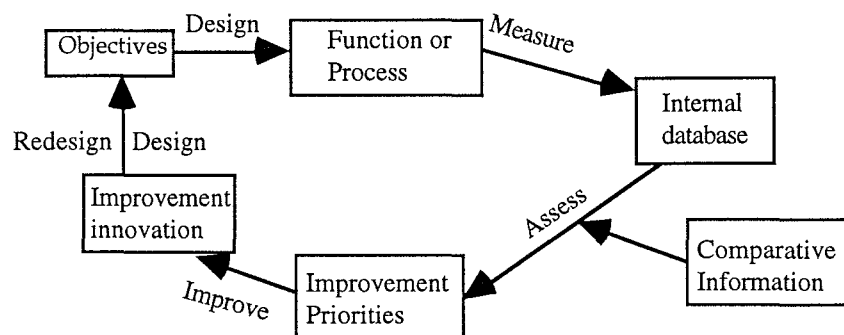 Design
Objectives
Function or
Process
Measure
Internal
database
Redesign Design
Improvement
innovation
Assess
Comparative
Information
Improve
Improvement
Priorities